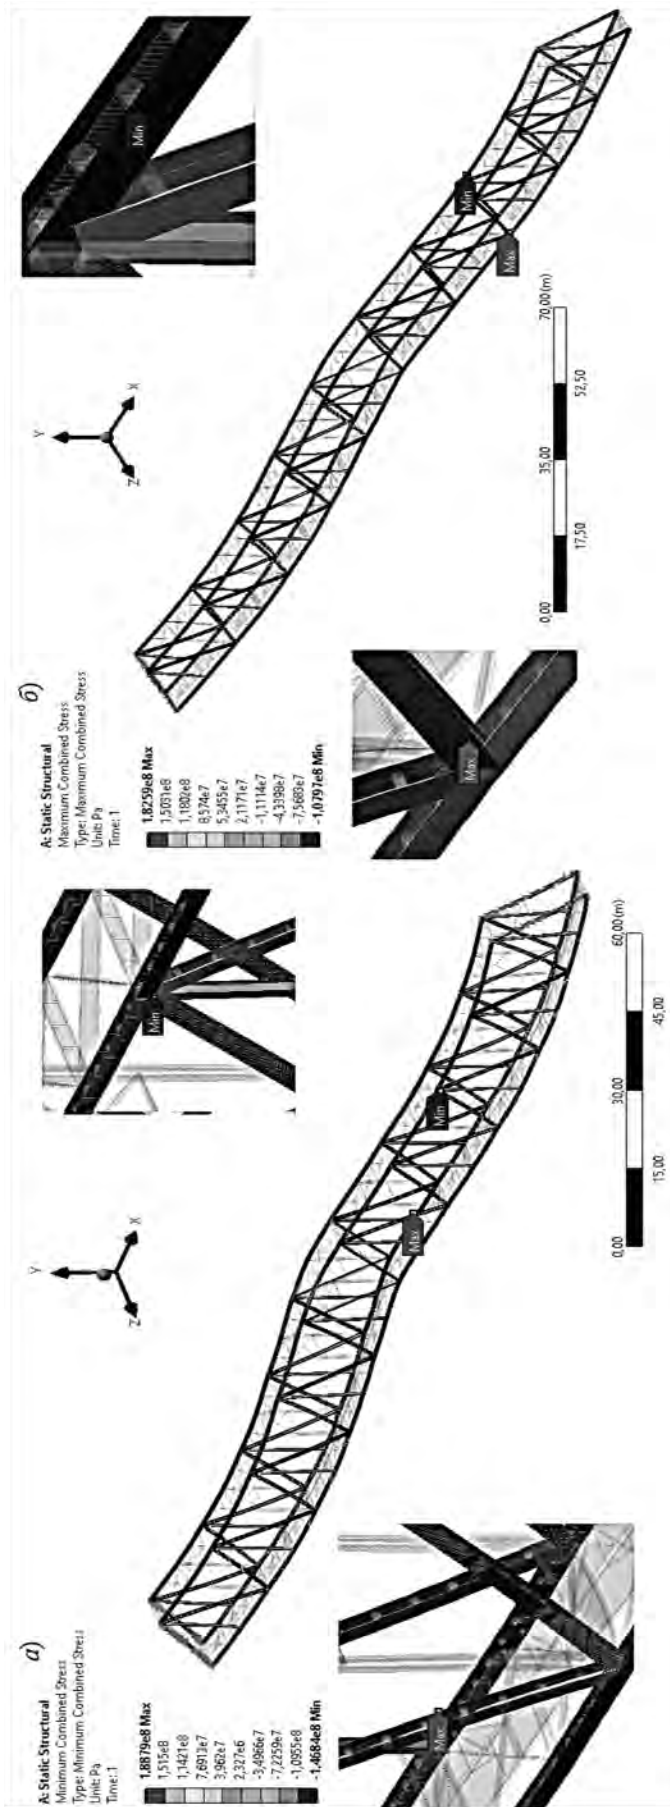 а)
A: Static Structural
Minimum Combined Stress
Type: Minimum Combined Stress
Unit: Pa
Time: 1
1,8879e8 Max
1,515e8
1,1421e8
7,6913e7
3,962e7
2,327e6
-3,4966e7
-7,2259e7
-1,0955e8
-1,4684e8 Min
Max
Y
X
Z
Min
Max
Min
0,00
15,00
30,00
45,00
60,00 (m)
б)
A: Static Structural
Maximum Combined Stress
Type: Maximum Combined Stress
Unit: Pa
Time: 1
1,8259e8 Max
1,5031e8
1,1802e8
8,574e7
5,3455e7
2,1171e7
-1,1114e7
-4,3398e7
-7,5683e7
-1,0797e8 Min
Max
Y
X
Z
Min
Max
Min
0,00
17,50
35,00
52,50
70,00 (m)